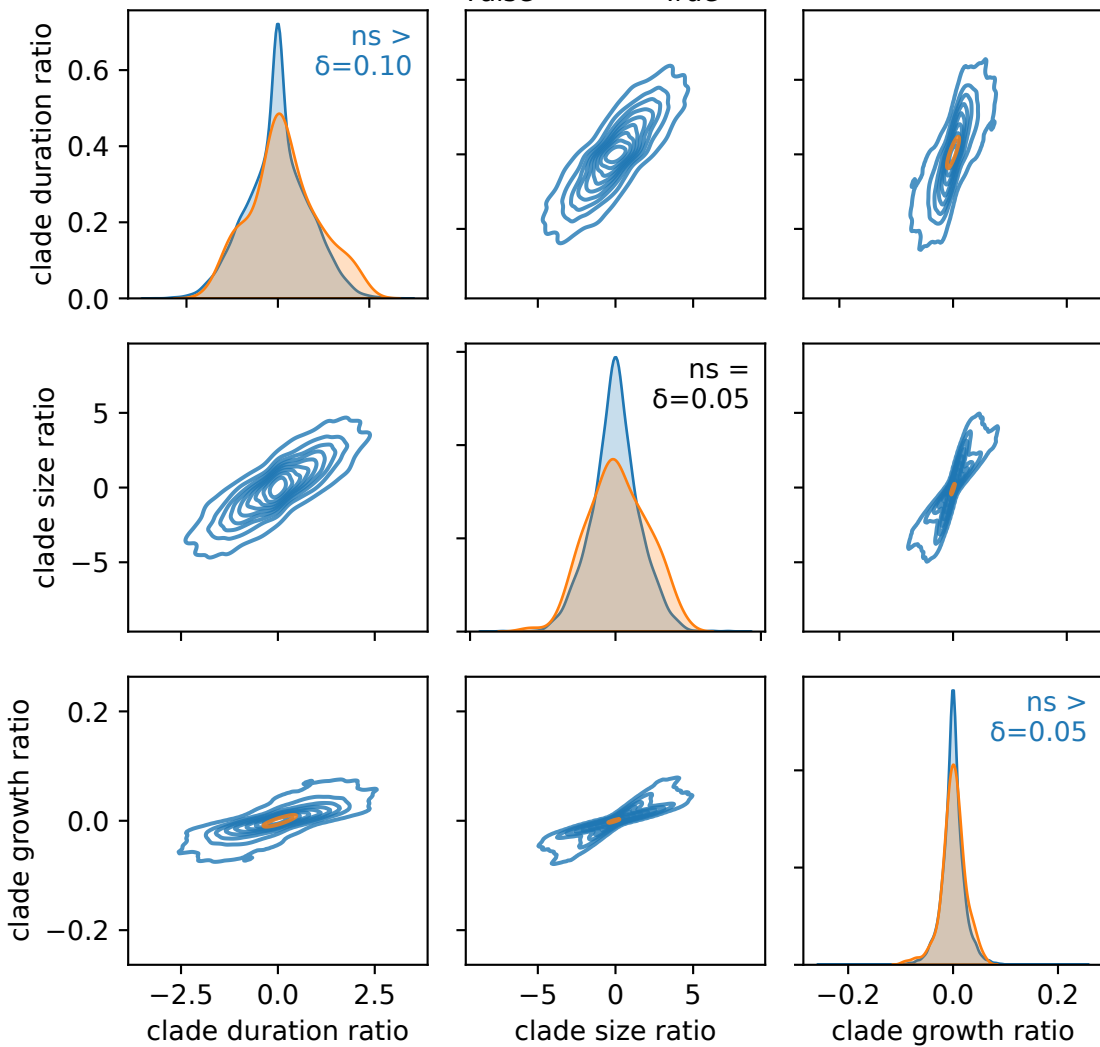 clade duration ratio
0.6
0.4
0.2
0.0
ns >
δ=0.10
clade size ratio
5
0
−5
ns =
δ=0.05
clade growth ratio
0.2
0.0
−0.2
ns >
δ=0.05
−2.5 0.0 2.5
−5 0 5
−0.2 0.0 0.2
clade duration ratio
clade size ratio
clade growth ratio